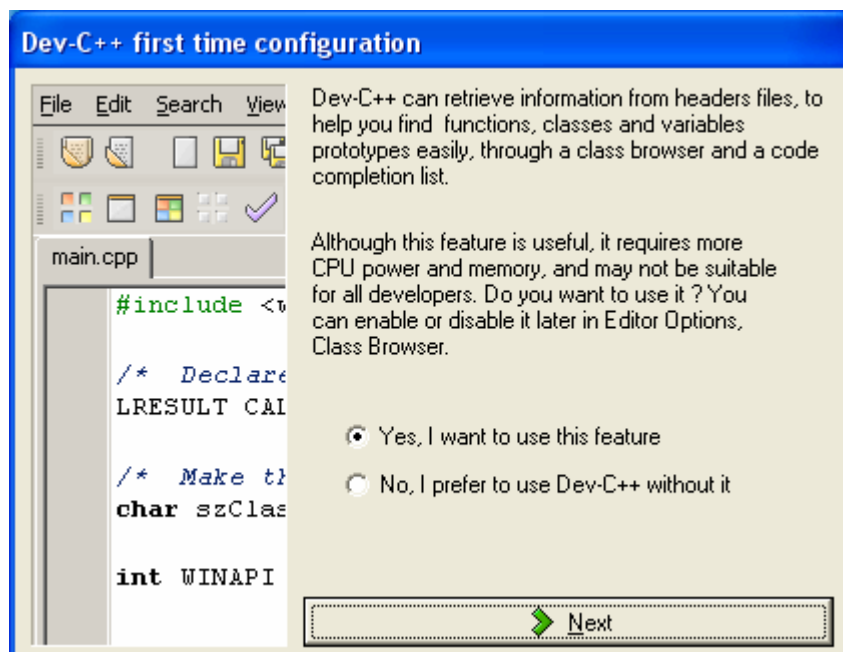 Dev-C++ first time configuration
File Edit Search View
main.cpp
#include <w
/* Declare
LRESULT CAL
/* Make th
char szClas
int WINAPI
Dev-C++ can retrieve information from headers files, to
help you find functions, classes and variables
prototypes easily, through a class browser and a code
completion list.
Although this feature is useful, it requires more
CPU power and memory, and may not be suitable
for all developers. Do you want to use it ? You
can enable or disable it later in Editor Options,
Class Browser.
Yes, I want to use this feature
No, I prefer to use Dev-C++ without it
Next